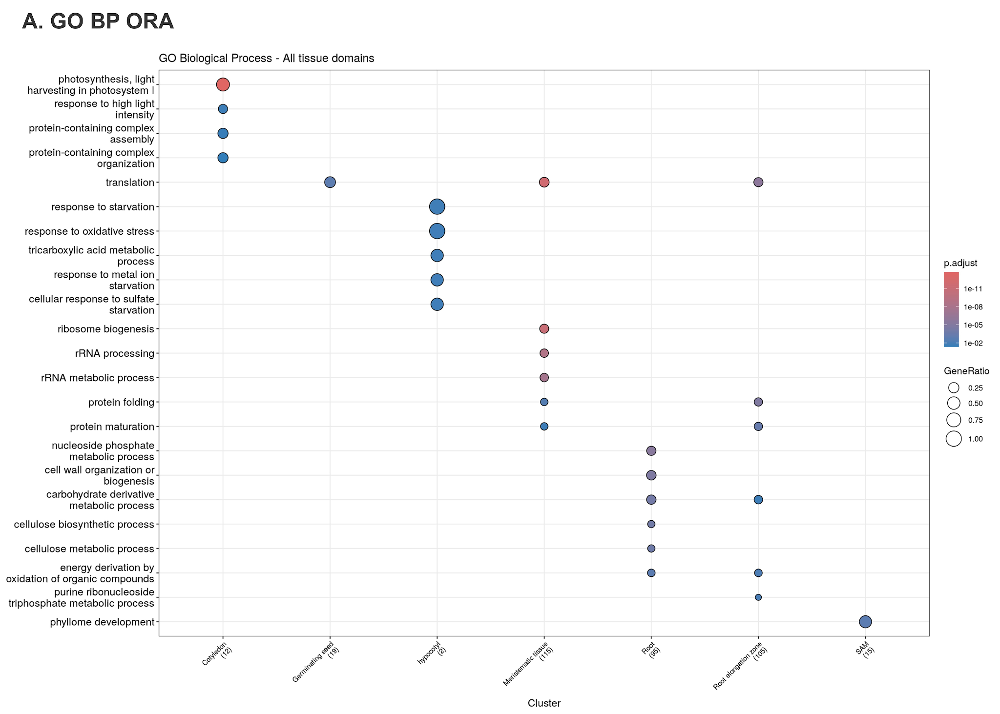 A. GO BP ORA
GO Biological Process - All tissue domains
photosynthesis, light
harvesting in photosystem I
response to high light
intensity
protein-containing complex
assembly
protein-containing complex
organization
translation
response to starvation
response to oxidative stress
tricarboxylic acid metabolic
process
response to metal ion
starvation
cellular response to sulfate
starvation
ribosome biogenesis
rRNA processing
rRNA metabolic process
protein folding
protein maturation
nucleoside phosphate
metabolic process
cell wall organization or
biogenesis
carbohydrate derivative
metabolic process
cellulose biosynthetic process
cellulose metabolic process
energy derivation by
oxidation of organic compounds
purine ribonucleoside
triphosphate metabolic process
phyllome development
Cotyledon
(12)
Germinating seed
(19)
hypocotyl
(2)
Meristematic tissue
(115)
Root
(95)
Root elongation zone
(105)
SAM
(15)
Cluster
p.adjust
1e-11
1e-08
1e-05
1e-02
GeneRatio
0.25
0.50
0.75
1.00